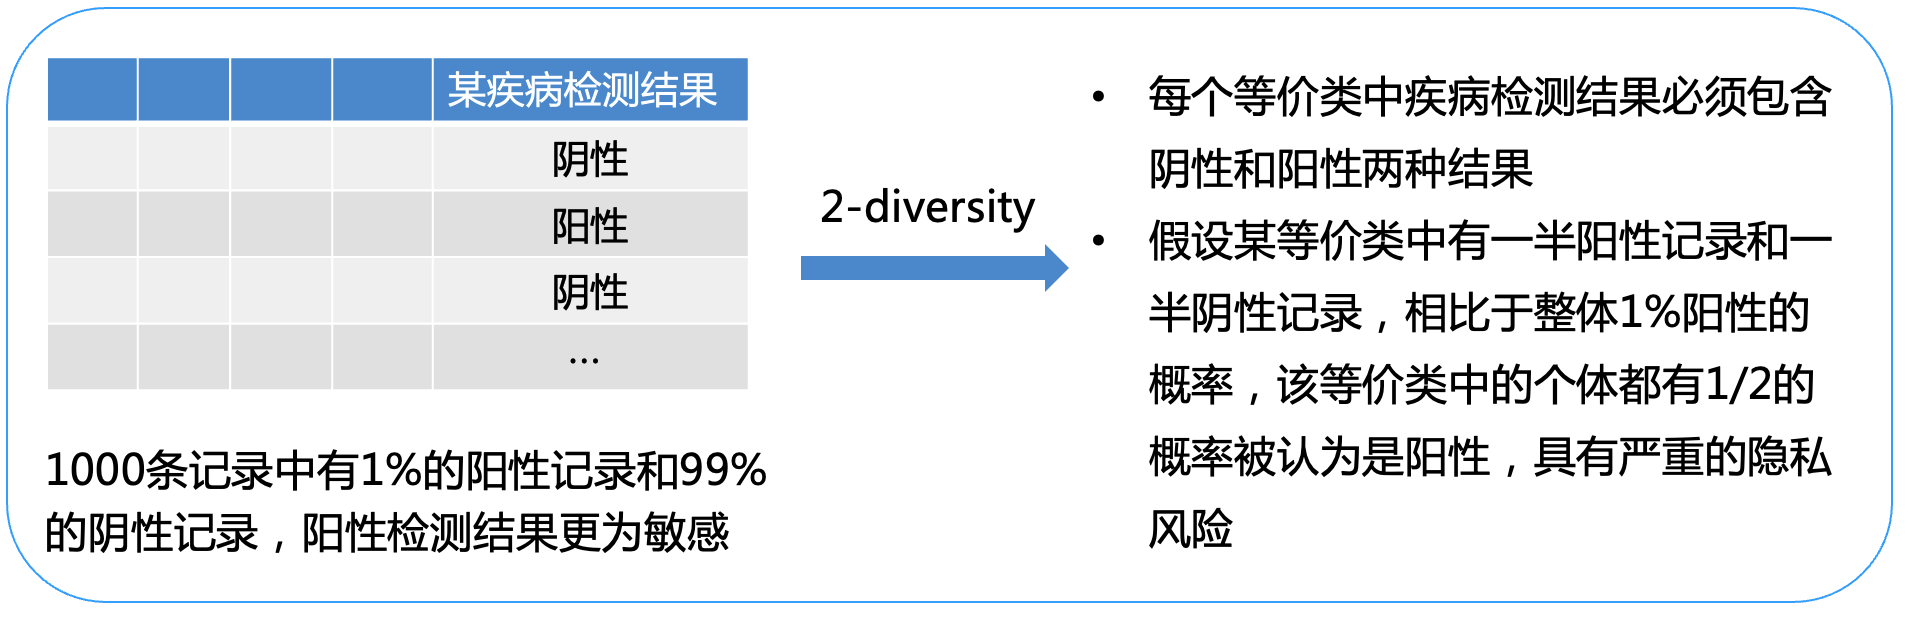 某疾病检测结果
阴性
阳性
阴性
...
1000条记录中有1%的阳性记录和99%
的阴性记录，阳性检测结果更为敏感
2-diversity
• 每个等价类中疾病检测结果必须包含
阴性和阳性两种结果
• 假设某等价类中有一半阳性记录和一
半阴性记录，相比于整体1%阳性的
概率，该等价类中的个体都有1/2的
概率被认为是阳性，具有严重的隐私
风险